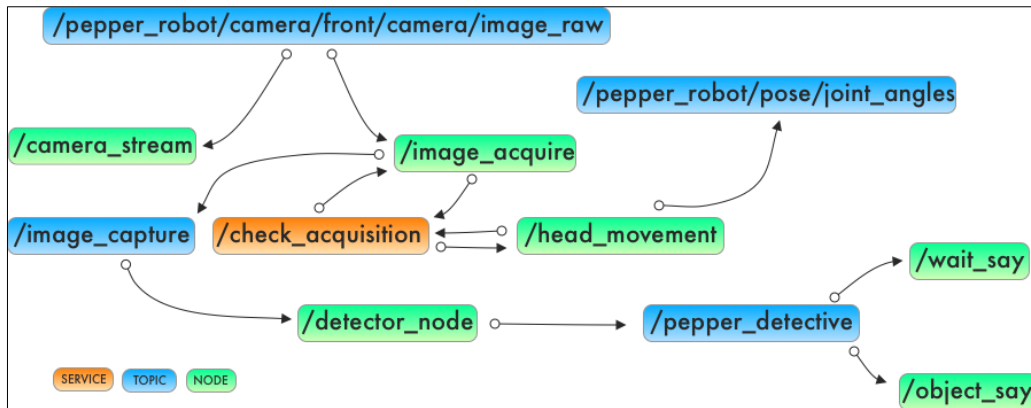 /pepper_robot/camera/front/camera/image_raw
/pepper_robot/pose/joint_angles
/camera_stream
/image_acquire
/image_capture
/check_acquisition
/head_movement
/wait_say
/detector_node
/pepper_detective
/object_say
SERVICE
TOPIC
NODE